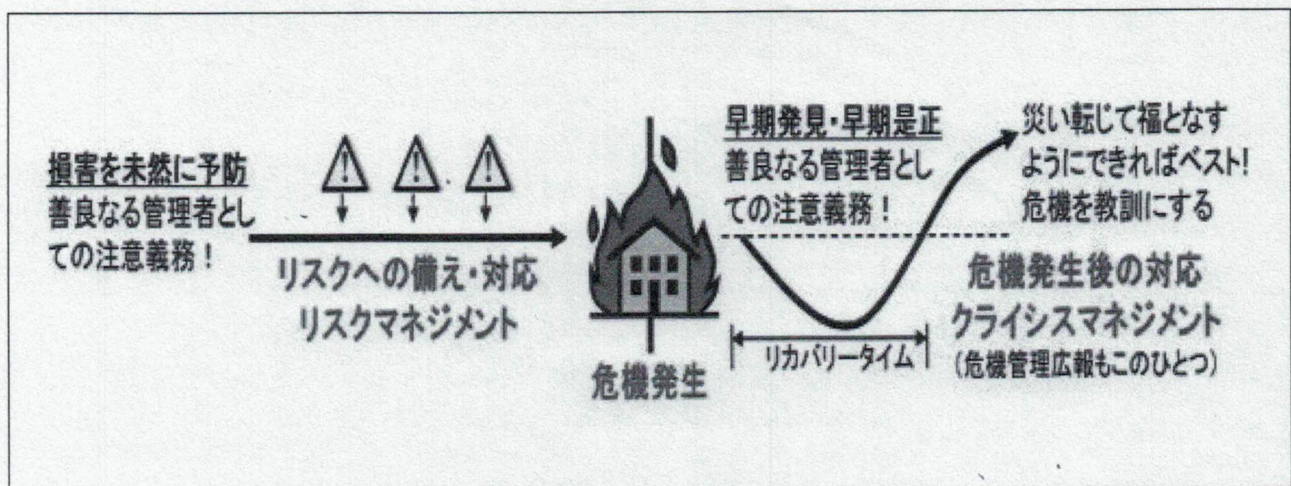 損害を未然に予防
善良なる管理者とし
ての注意義務！
リスクへの備え・対応
リスクマネジメント
危機発生
早期発見・早期是正
善良なる管理者とし
ての注意義務！
リカバリータイム
災い転じて福となす
ようにできればベスト!
危機を教訓にする
危機発生後の対応
クライシスマネジメント
(危機管理広報もこのひとつ)